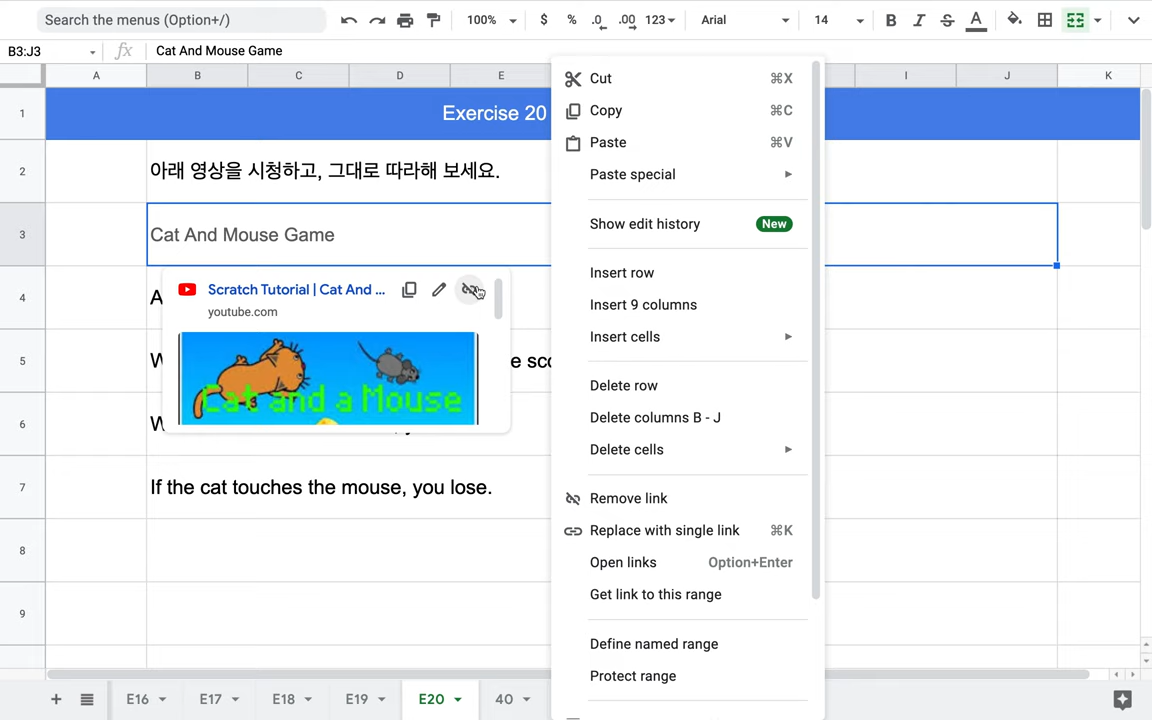 Search the menus (Option+/)
100%
$
%
.0
.00
123
Arial
14
B
I
S
A
B3:J3
fx
Cat And Mouse Game
A
B
C
D
E
I
J
K
1
Exercise 20
2
아래 영상을 시청하고, 그대로 따라해 보세요.
3
Cat And Mouse Game
4
A
Scratch Tutorial | Cat And ...
youtube.com
Cat and a Mouse
5
W
e sco
6
W
7
If the cat touches the mouse, you lose.
8
9
Cut
⌘X
Copy
⌘C
Paste
⌘V
Paste special
Show edit history
New
Insert row
Insert 9 columns
Insert cells
Delete row
Delete columns B - J
Delete cells
Remove link
Replace with single link
⌘K
Open links
Option+Enter
Get link to this range
Define named range
Protect range
E16
E17
E18
E19
E20
40